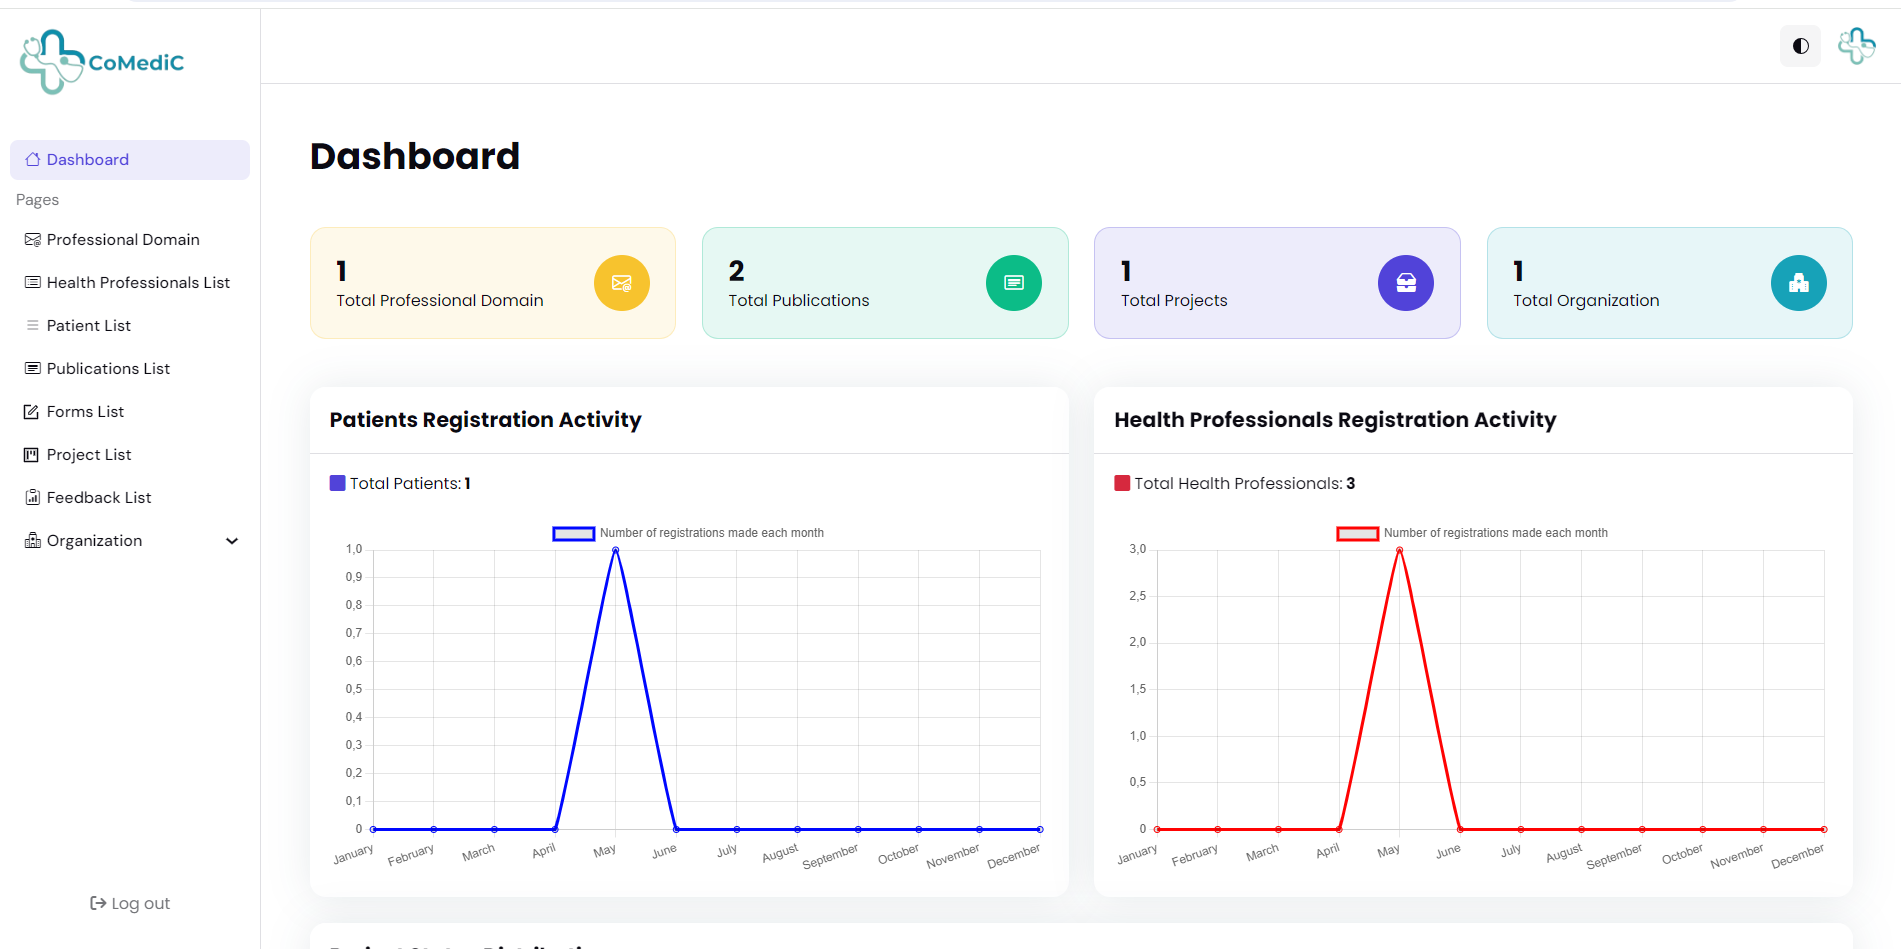 CoMediC
Dashboard
Pages
Professional Domain
Health Professionals List
Patient List
Publications List
Forms List
Project List
Feedback List
Organization
Log out
Dashboard
1
Total Professional Domain
2
Total Publications
1
Total Projects
1
Total Organization
Patients Registration Activity
Total Patients: 1
Number of registrations made each month
1,0
0,9
0,8
0,7
0,6
0,5
0,4
0,3
0,2
0,1
0
January February March April May June July August September October November December
Health Professionals Registration Activity
Total Health Professionals: 3
Number of registrations made each month
3,0
2,5
2,0
1,5
1,0
0,5
0
January February March April May June July August September October November December